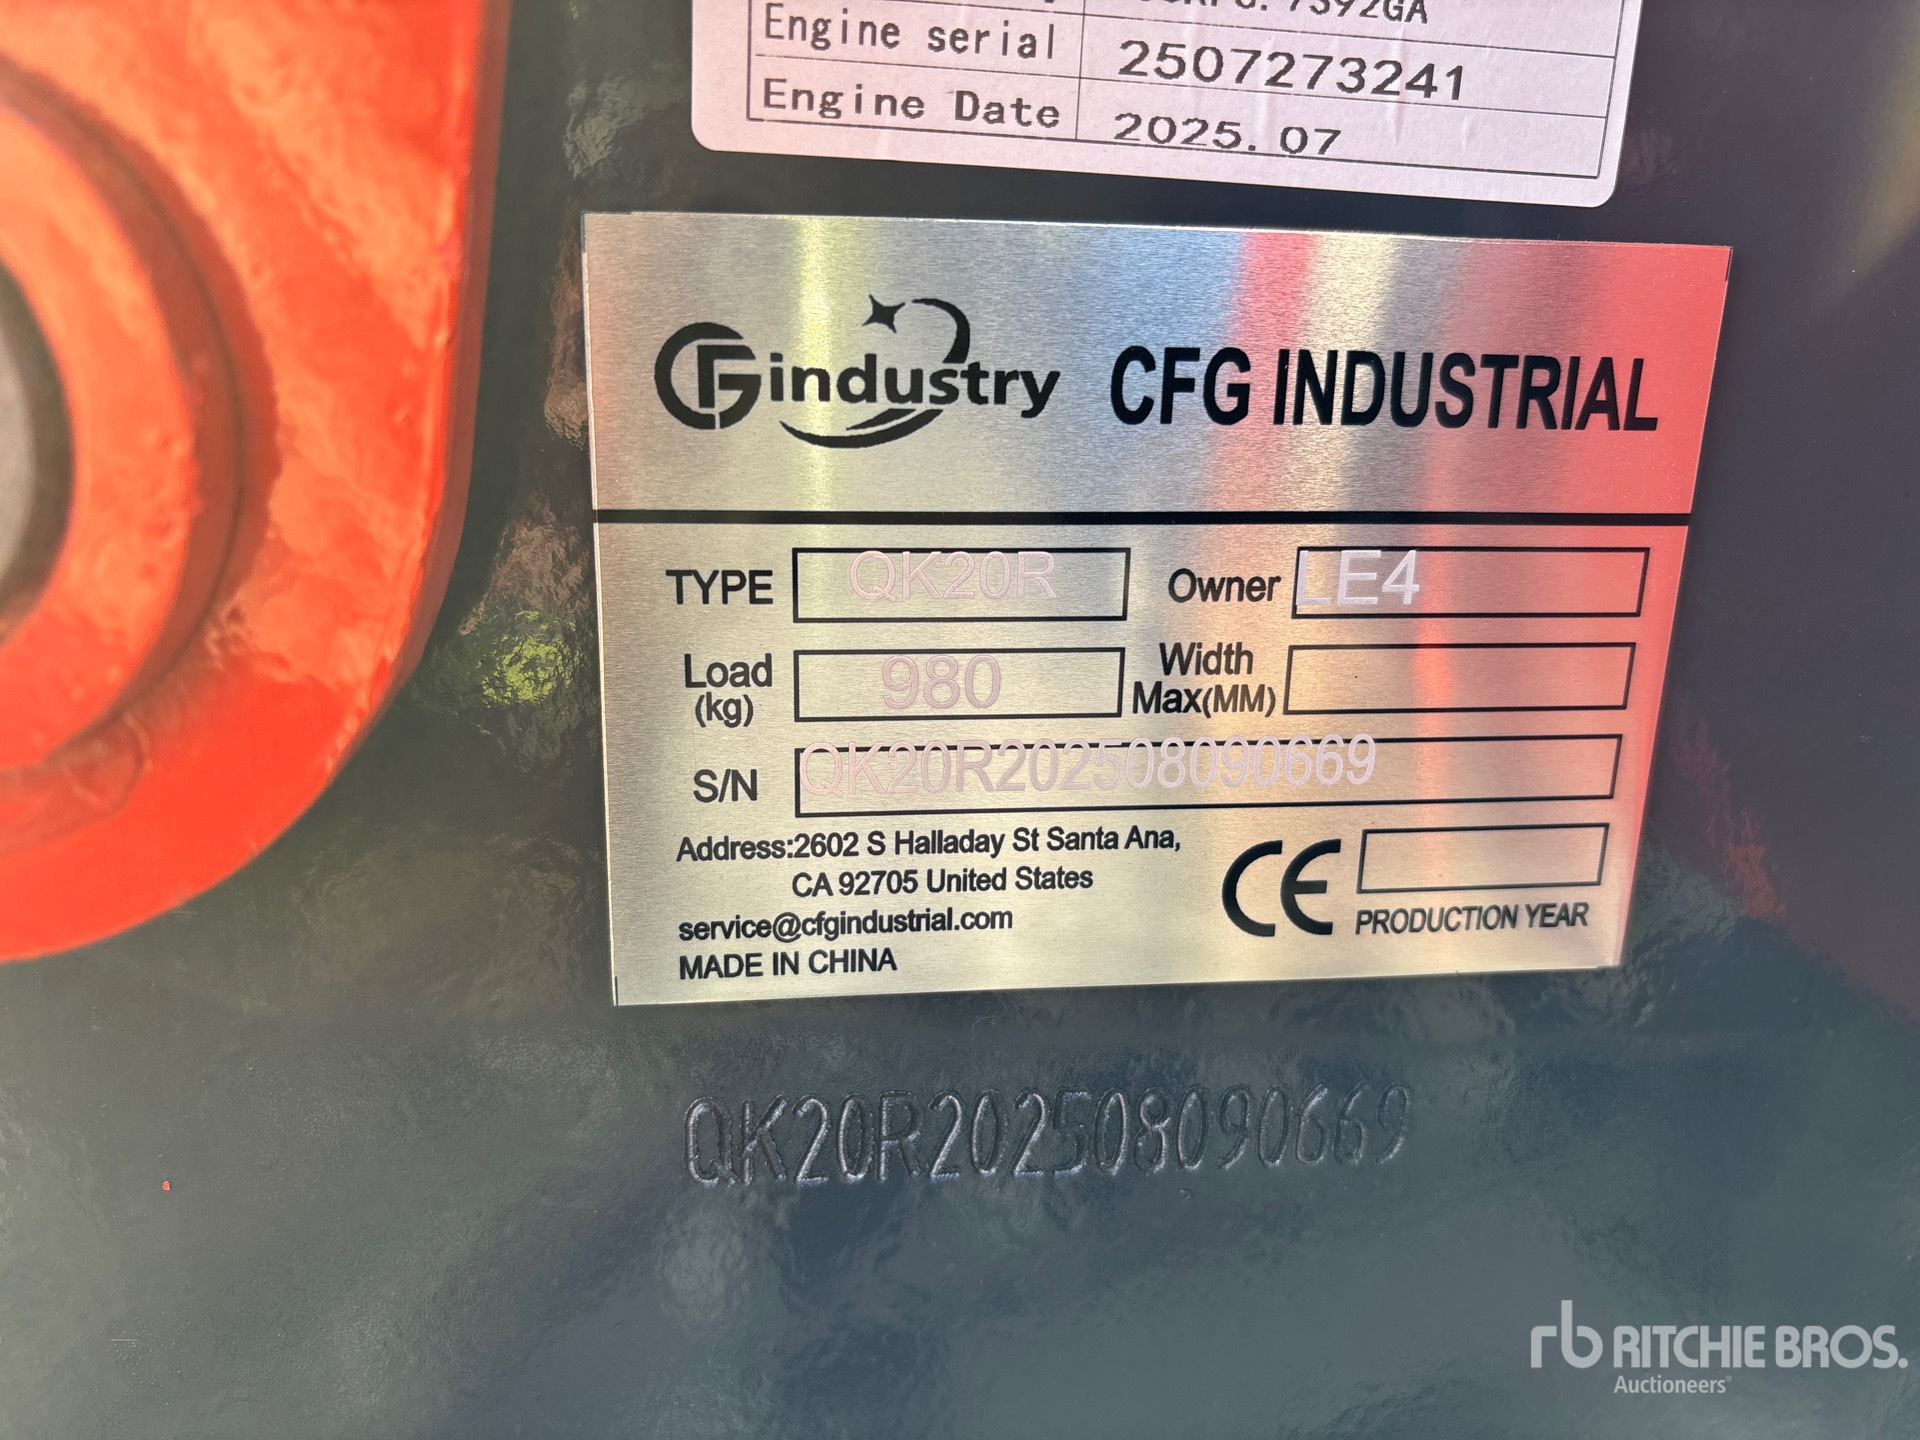 7S92GA
Engine serial 2507273241
Engine Date 2025.07
CFGindustry CFG INDUSTRIAL
TYPE QK20R Owner LE4
Load (kg) 980 Width Max(MM)
S/N QK20R202508090669
Address:2602 S Halladay St Santa Ana,
CA 92705 United States
service@cfgindustrial.com
MADE IN CHINA
CE PRODUCTION YEAR
QK20R202508090669
rb RITCHIE BROS.
Auctioneers